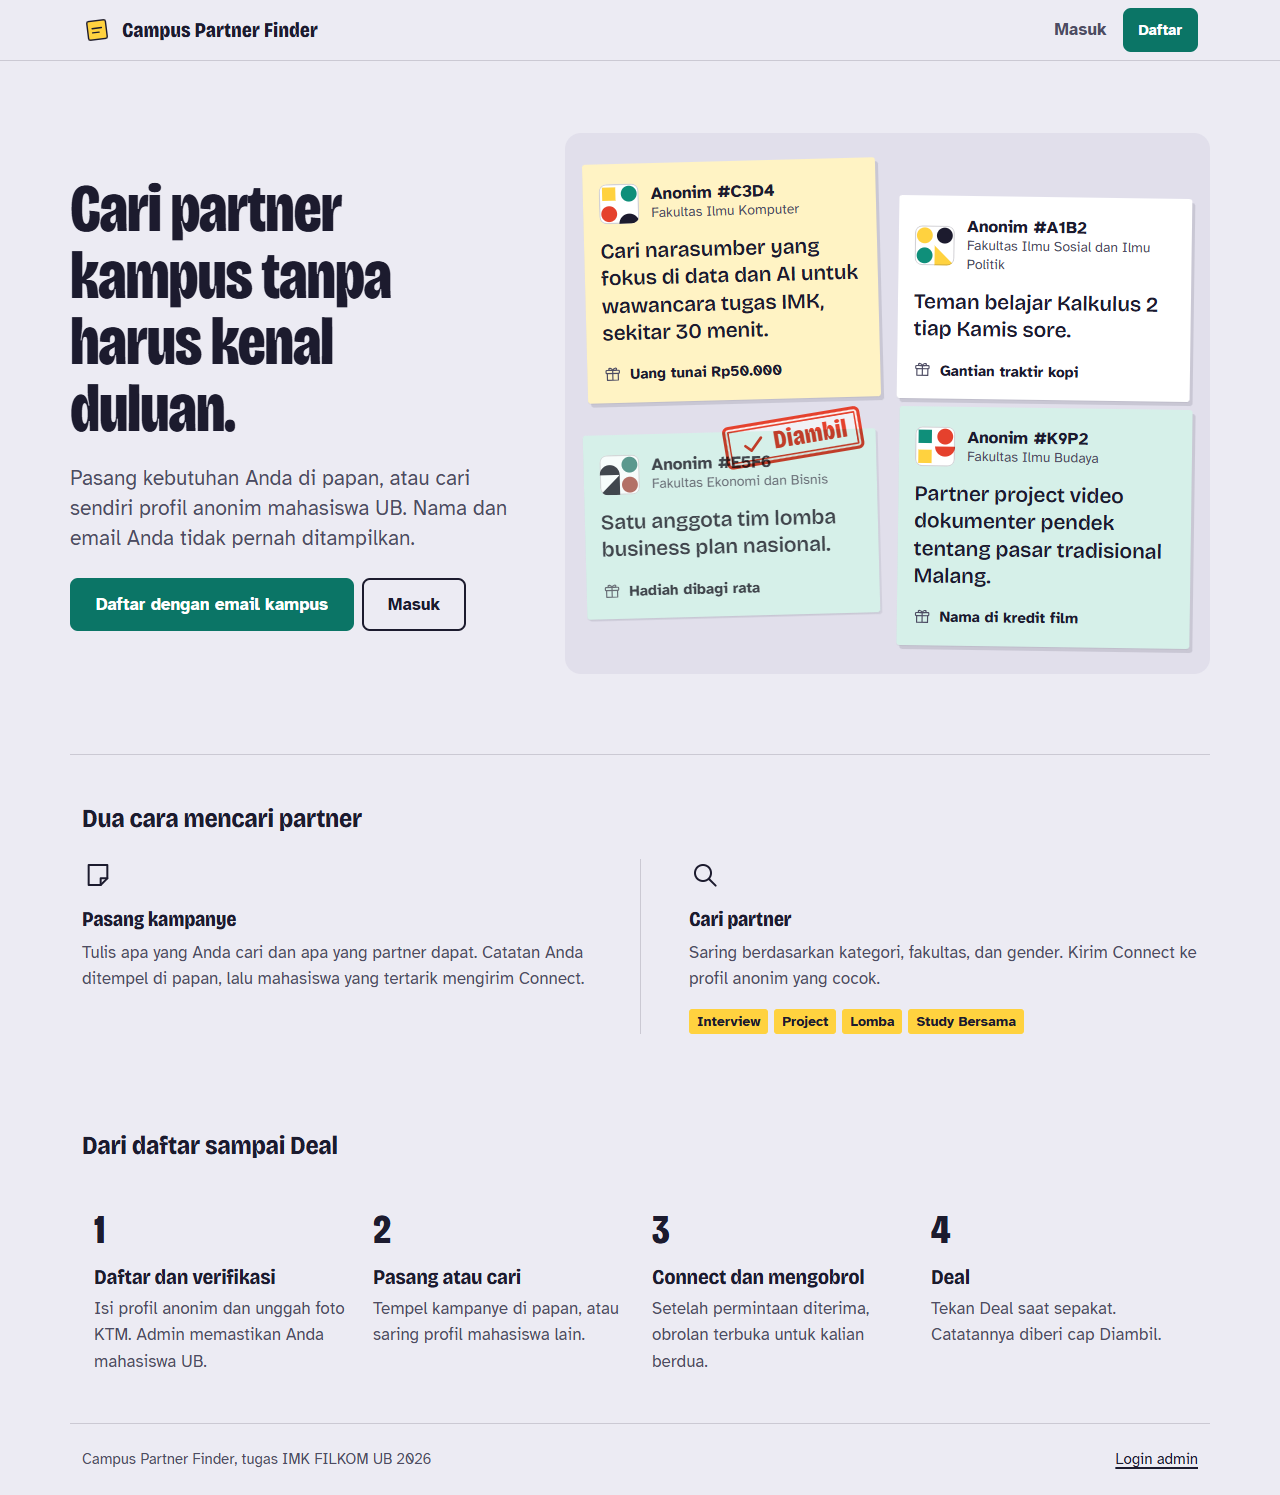 Campus Partner Finder
Masuk
Daftar
Cari partner
kampus tanpa
harus kenal
duluan.
Pasang kebutuhan Anda di papan, atau cari
sendiri profil anonim mahasiswa UB. Nama dan
email Anda tidak pernah ditampilkan.
Daftar dengan email kampus
Masuk
Anonim #C3D4
Fakultas Ilmu Komputer
Cari narasumber yang
fokus di data dan AI untuk
wawancara tugas IMK,
sekitar 30 menit.
Uang tunai Rp50.000
Anonim #A1B2
Fakultas Ilmu Sosial dan Ilmu
Politik
Teman belajar Kalkulus 2
tiap Kamis sore.
Gantian traktir kopi
Diambil
Anonim #E5F6
Fakultas Ekonomi dan Bisnis
Satu anggota tim lomba
business plan nasional.
Hadiah dibagi rata
Anonim #K9P2
Fakultas Ilmu Budaya
Partner project video
dokumenter pendek
tentang pasar tradisional
Malang.
Nama di kredit film
Dua cara mencari partner
Pasang kampanye
Tulis apa yang Anda cari dan apa yang partner dapat. Catatan Anda
ditempel di papan, lalu mahasiswa yang tertarik mengirim Connect.
Cari partner
Saring berdasarkan kategori, fakultas, dan gender. Kirim Connect ke
profil anonim yang cocok.
Interview
Project
Lomba
Study Bersama
Dari daftar sampai Deal
1
Daftar dan verifikasi
Isi profil anonim dan unggah foto
KTM. Admin memastikan Anda
mahasiswa UB.
2
Pasang atau cari
Tempel kampanye di papan, atau
saring profil mahasiswa lain.
3
Connect dan mengobrol
Setelah permintaan diterima,
obrolan terbuka untuk kalian
berdua.
4
Deal
Tekan Deal saat sepakat.
Catatannya diberi cap Diambil.
Campus Partner Finder, tugas IMK FILKOM UB 2026
Login admin